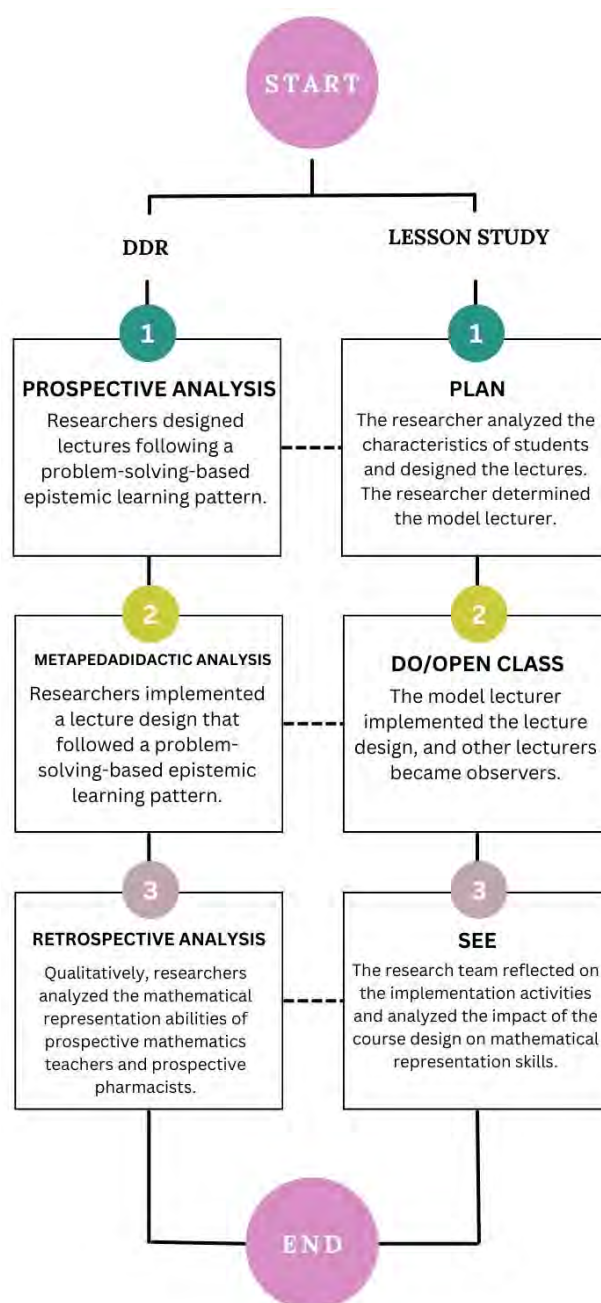 START
DDR
LESSON STUDY
1
PROSPECTIVE ANALYSIS
Researchers designed
lectures following a
problem-solving-based
epistemic learning pattern.
1
PLAN
The researcher analyzed the
characteristics of students
and designed the lectures.
The researcher determined
the model lecturer.
2
METAPEDADIDACTIC ANALYSIS
Researchers implemented
a lecture design that
followed a problem-
solving-based epistemic
learning pattern.
2
DO/OPEN CLASS
The model lecturer
implemented the lecture
design, and other lecturers
became observers.
3
RETROSPECTIVE ANALYSIS
Qualitatively, researchers
analyzed the mathematical
representation abilities of
prospective mathematics
teachers and prospective
pharmacists.
3
SEE
The research team reflected on
the implementation activities
and analyzed the impact of the
course design on mathematical
representation skills.
END